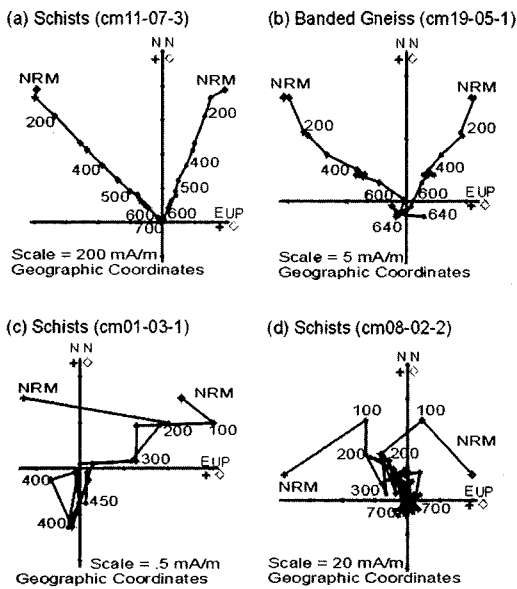 (a) Schists (cm11-07-3)
N N
+ ◇
NRM NRM
200 200
400 400
500 500
600 600
700
E UP
+ ◇
Scale = 200 mA/m
Geographic Coordinates
(b) Banded Gneiss (cm19-05-1)
N N
+ ◇
NRM NRM
200 200
400 400
600 600
640 640
E UP
+ ◇
Scale = 5 mA/m
Geographic Coordinates
(c) Schists (cm01-03-1)
N N
+ ◇
NRM NRM
200 100
300
400 450
400
E UP
+ ◇
Scale = .5 mA/m
Geographic Coordinates
(d) Schists (cm08-02-2)
N N
+ ◇
100 100
NRM
200 200
NRM 300
700 700
E UP
+ ◇
Scale = 20 mA/m
Geographic Coordinates